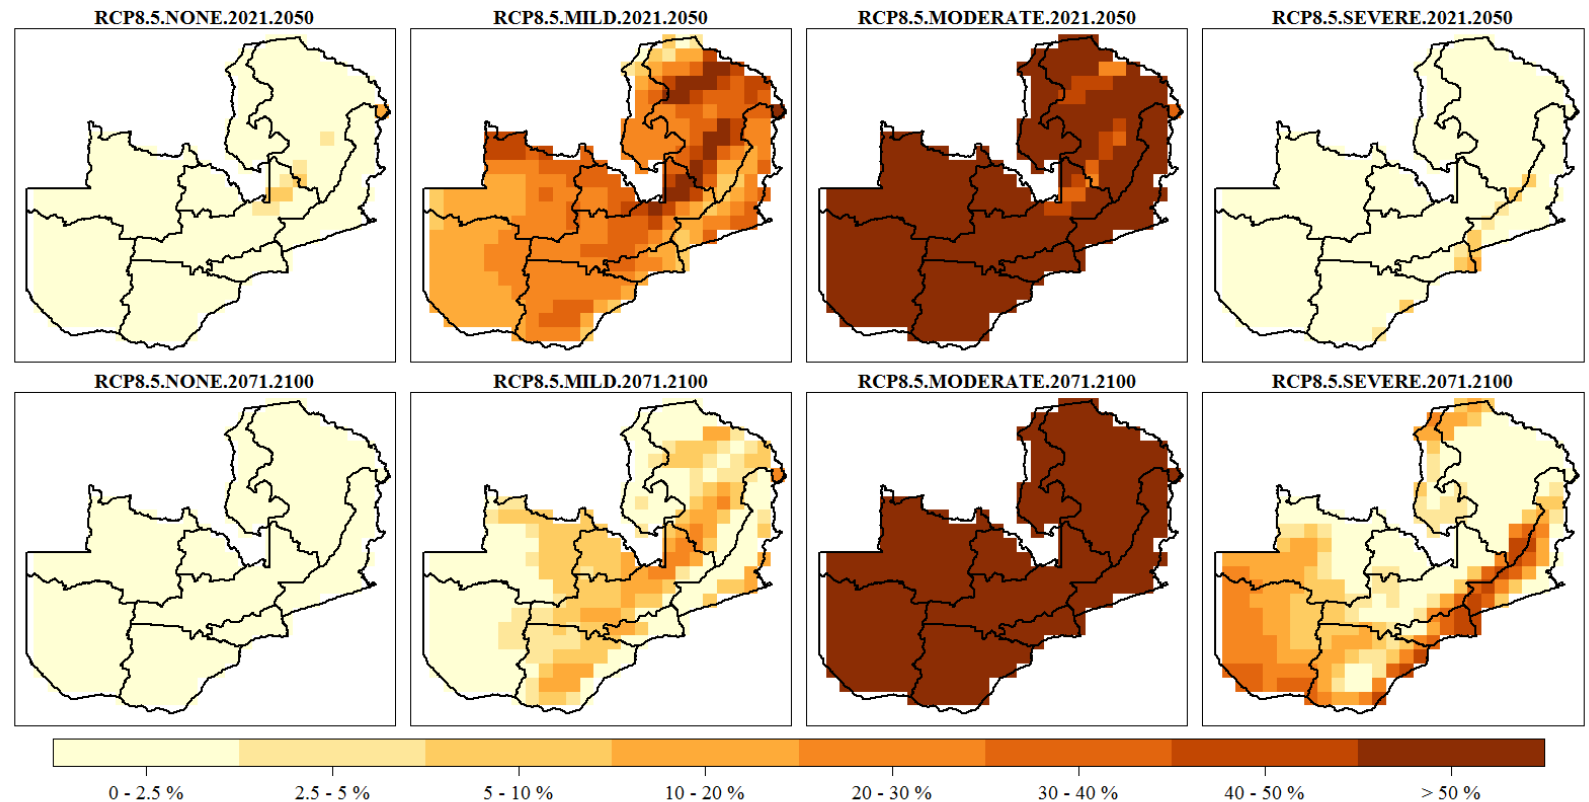 RCP8.5.NONE.2021.2050
RCP8.5.MILD.2021.2050
RCP8.5.MODERATE.2021.2050
RCP8.5.SEVERE.2021.2050
RCP8.5.NONE.2071.2100
RCP8.5.MILD.2071.2100
RCP8.5.MODERATE.2071.2100
RCP8.5.SEVERE.2071.2100
0 - 2.5 %
2.5 - 5 %
5 - 10 %
10 - 20 %
20 - 30 %
30 - 40 %
40 - 50 %
> 50 %